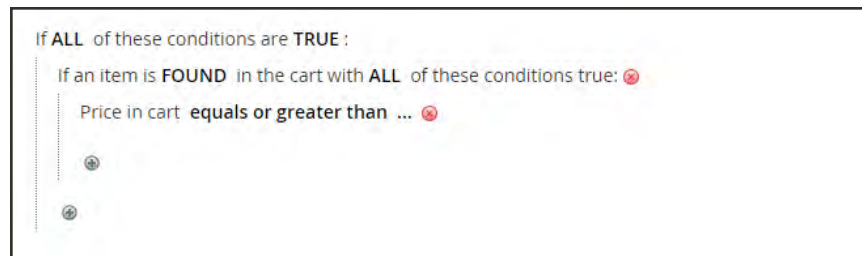 If ALL of these conditions are TRUE :
If an item is FOUND in the cart with ALL of these conditions true:
Price in cart equals or greater than ...